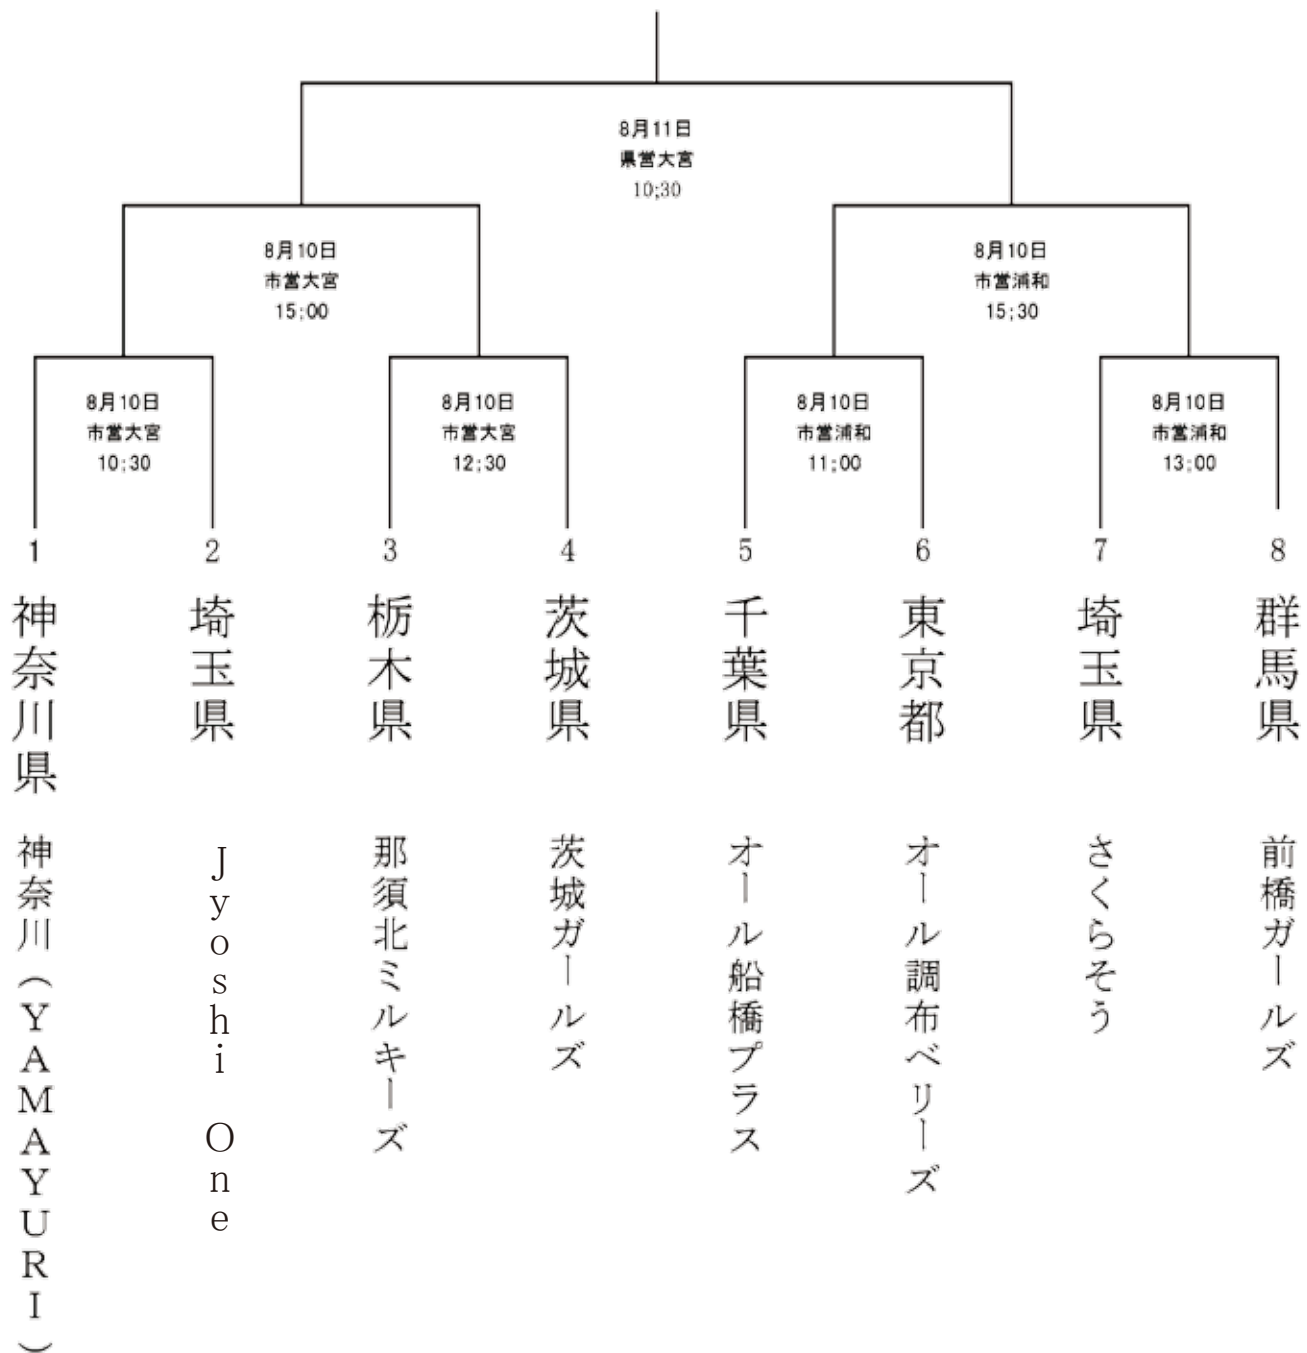 8月11日
県営大宮
10;30
8月10日
市営大宮
15;00
8月10日
市営浦和
15;30
8月10日
市営大宮
10;30
8月10日
市営大宮
12;30
8月10日
市営浦和
11;00
8月10日
市営浦和
13;00
1
2
3
4
5
6
7
8
神奈川県
埼玉県
栃木県
茨城県
千葉県
東京都
埼玉県
群馬県
神奈川（YAMAYURI）
Jyoshi One
那須北ミルキーズ
茨城ガールズ
オール船橋プラス
オール調布ベリーズ
さくらそう
前橋ガールズ